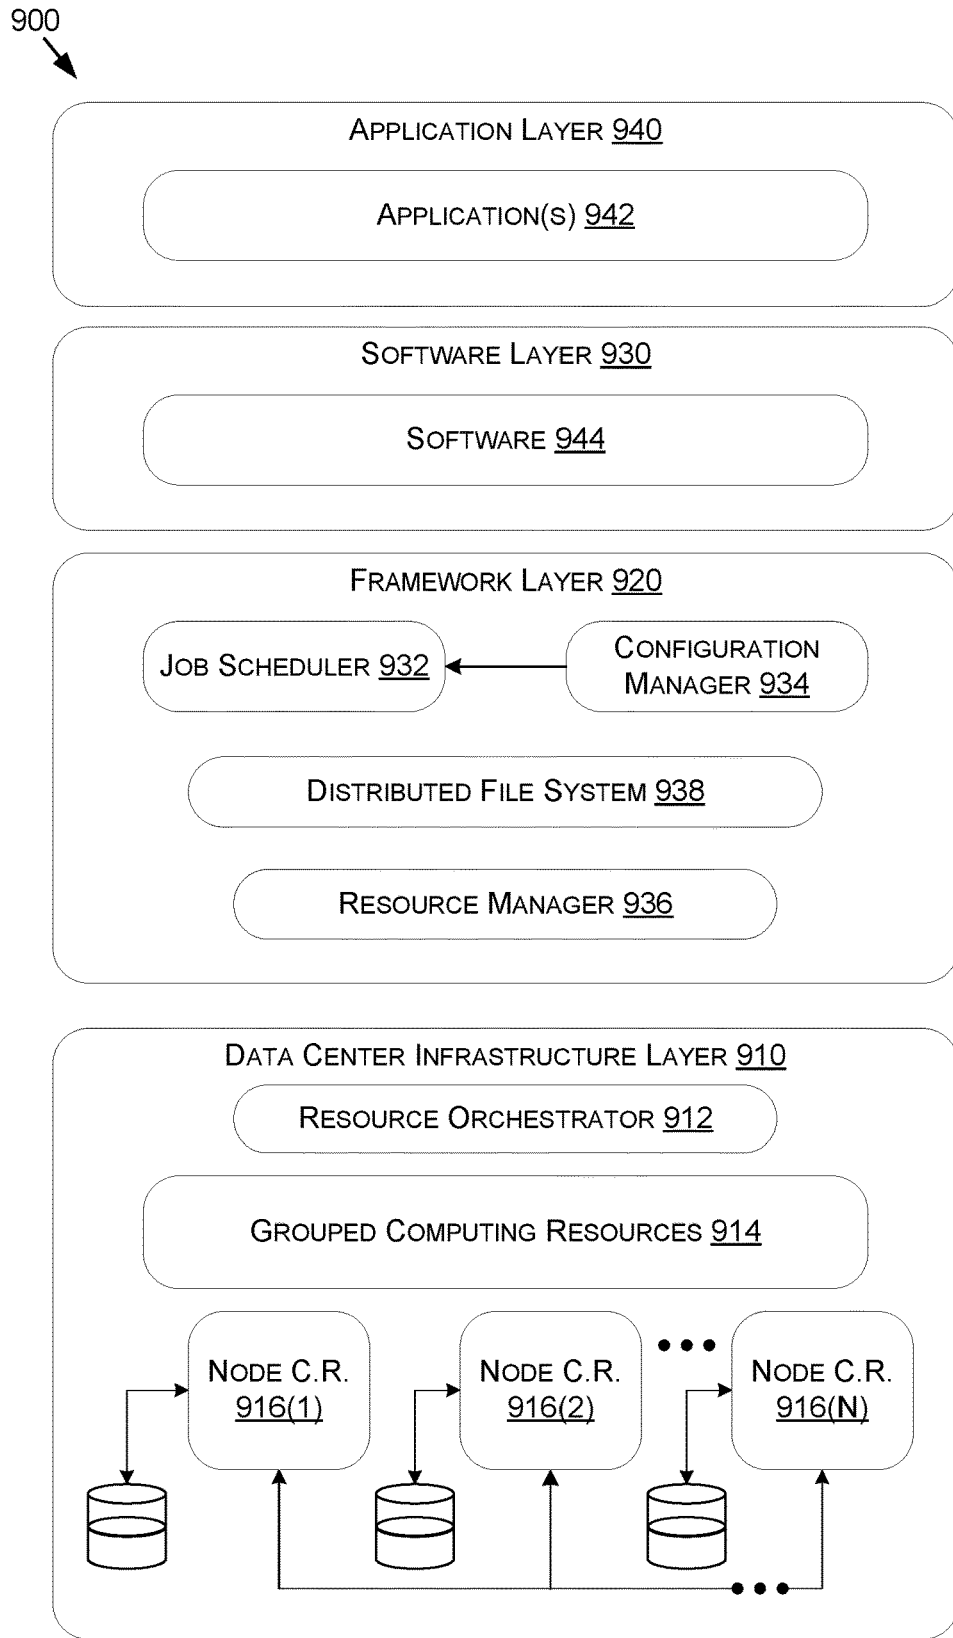 900
APPLICATION LAYER 940
APPLICATION(S) 942
SOFTWARE LAYER 930
SOFTWARE 944
FRAMEWORK LAYER 920
JOB SCHEDULER 932
CONFIGURATION
MANAGER 934
DISTRIBUTED FILE SYSTEM 938
RESOURCE MANAGER 936
DATA CENTER INFRASTRUCTURE LAYER 910
RESOURCE ORCHESTRATOR 912
GROUPED COMPUTING RESOURCES 914
NODE C.R.
916(1)
NODE C.R.
916(2)
NODE C.R.
916(N)